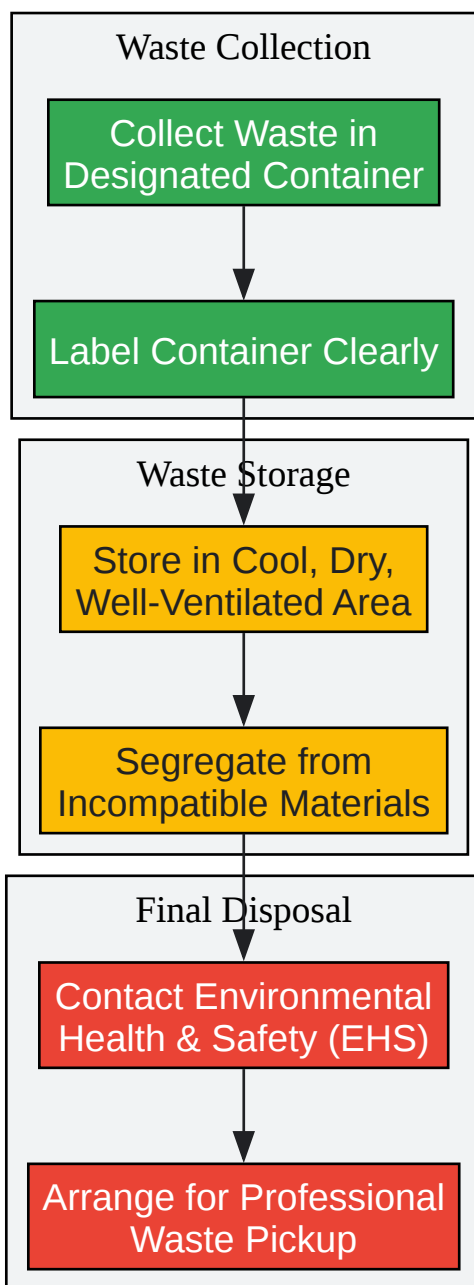 Waste Collection
Collect Waste in
Designated Container
Label Container Clearly
Waste Storage
Store in Cool, Dry,
Well-Ventilated Area
Segregate from
Incompatible Materials
Final Disposal
Contact Environmental
Health & Safety (EHS)
Arrange for Professional
Waste Pickup